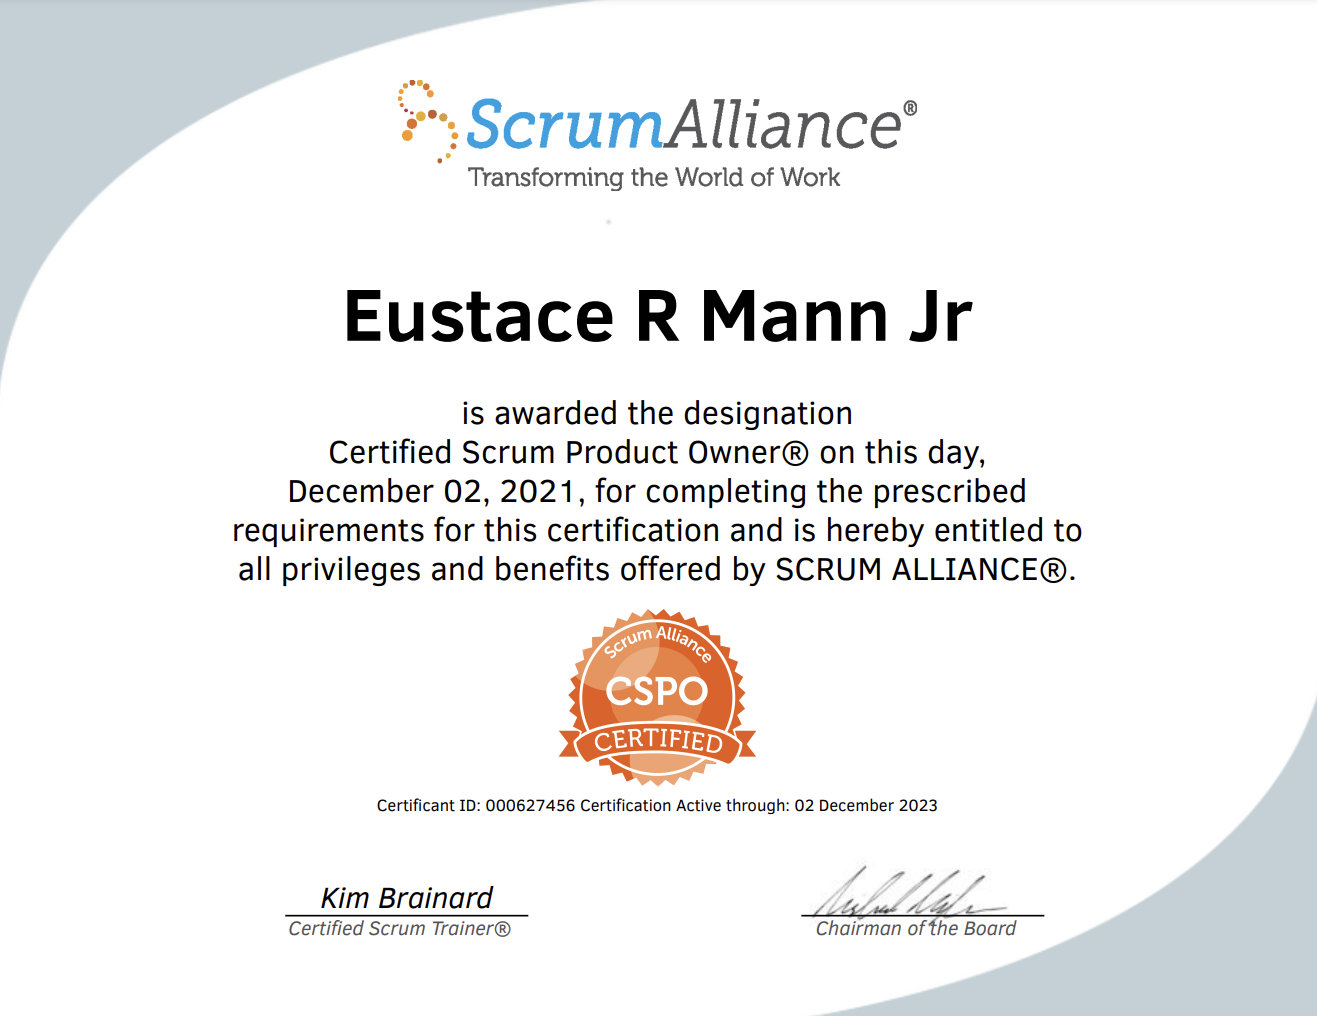 ScrumAlliance®
Transforming the World of Work
Eustace R Mann Jr
is awarded the designation
Certified Scrum Product Owner® on this day,
December 02, 2021, for completing the prescribed
requirements for this certification and is hereby entitled to
all privileges and benefits offered by SCRUM ALLIANCE®.
Scrum Alliance
CSPO
CERTIFIED
Certificant ID: 000627456 Certification Active through: 02 December 2023
Kim Brainard
Certified Scrum Trainer®
Chairman of the Board